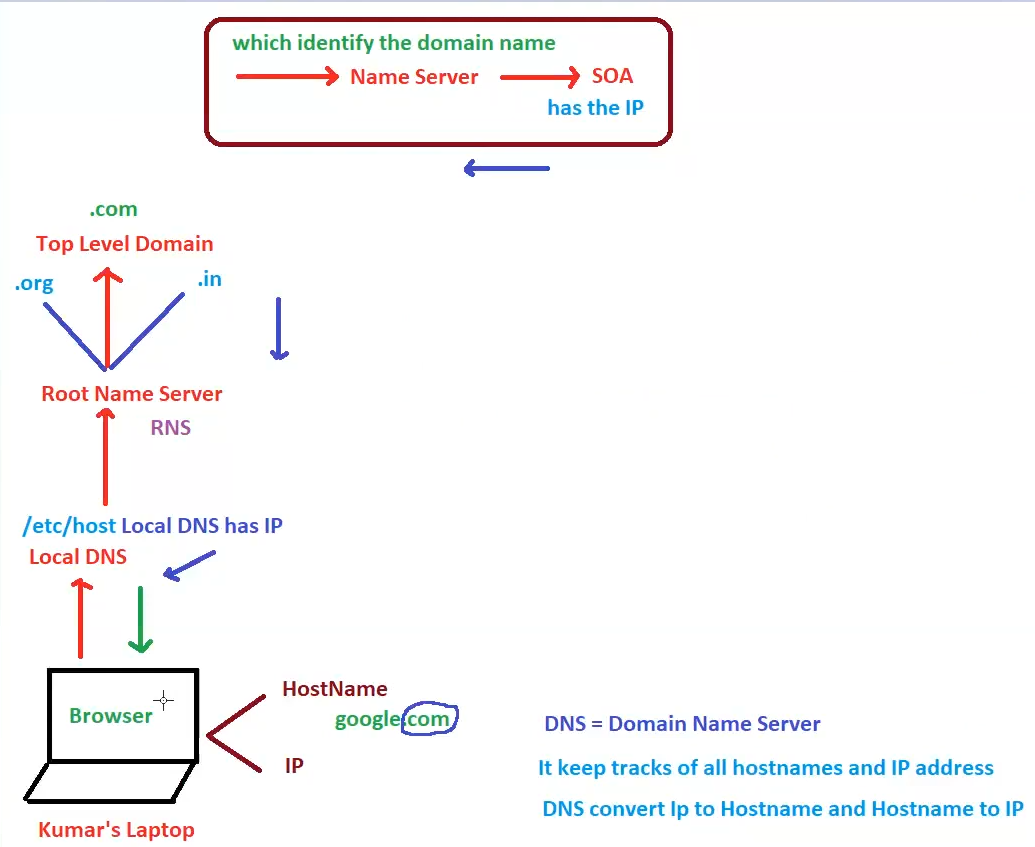 which identify the domain name
Name Server SOA
has the IP
.com
Top Level Domain
.org .in
Root Name Server
RNS
/etc/host Local DNS has IP
Local DNS
Browser
HostName
google.com
IP
Kumar's Laptop
DNS = Domain Name Server
It keep tracks of all hostnames and IP address
DNS convert Ip to Hostname and Hostname to IP